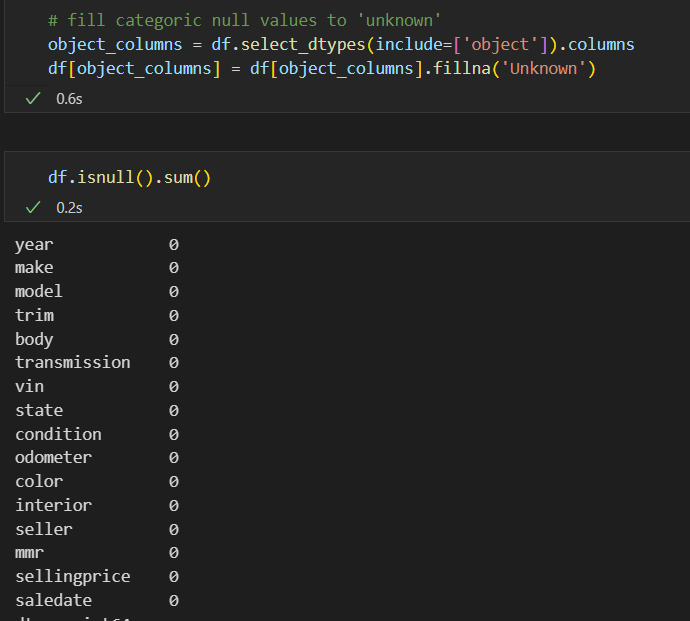 # fill categoric null values to 'unknown'
object_columns = df.select_dtypes(include=['object']).columns
df[object_columns] = df[object_columns].fillna('Unknown')
✓ 0.6s
df.isnull().sum()
✓ 0.2s
year 0
make 0
model 0
trim 0
body 0
transmission 0
vin 0
state 0
condition 0
odometer 0
color 0
interior 0
seller 0
mmr 0
sellingprice 0
saledate 0